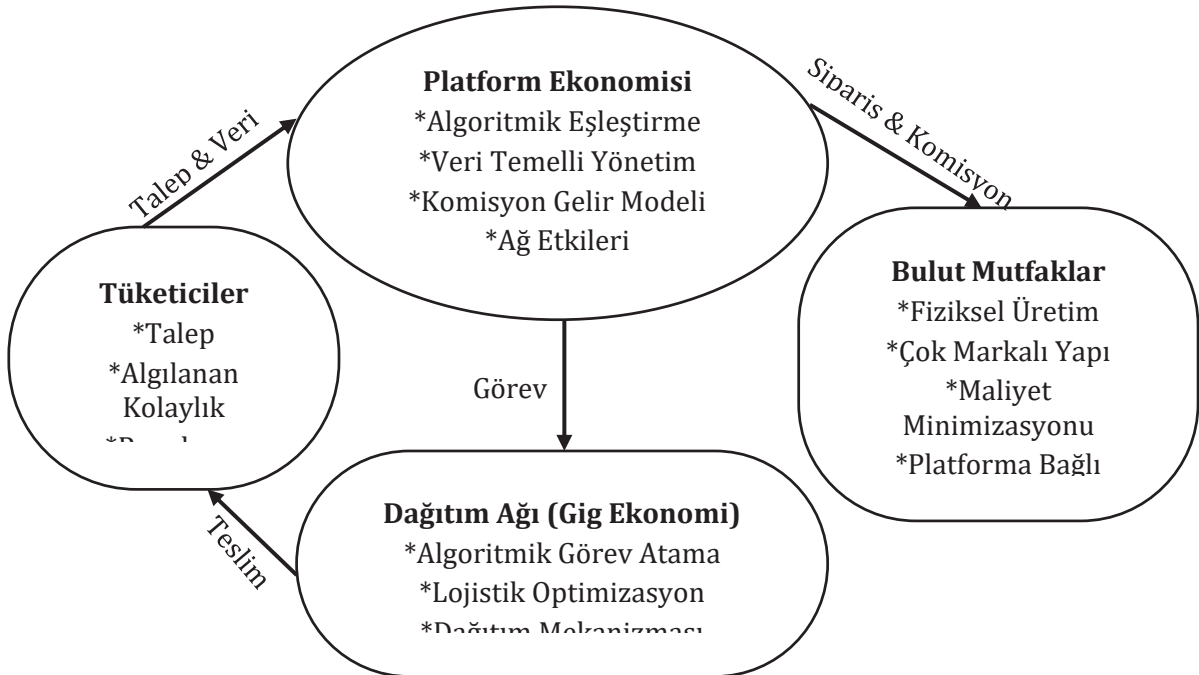 Platform Ekonomisi
*Algoritmik Eşleştirme
*Veri Temelli Yönetim
*Komisyon Gelir Modeli
*Ağ Etkileri
Talep & Veri
Sipariş & Komisyon
Tüketiciler
*Talep
*Algılanan
Kolaylık
Bulut Mutfaklar
*Fiziksel Üretim
*Çok Markalı Yapı
*Maliyet
Minimizasyonu
*Platforma Bağlı
Görev
Dağıtım Ağı (Gig Ekonomi)
*Algoritmik Görev Atama
*Lojistik Optimizasyon
*Dağıtım Mekanizması
Teslim